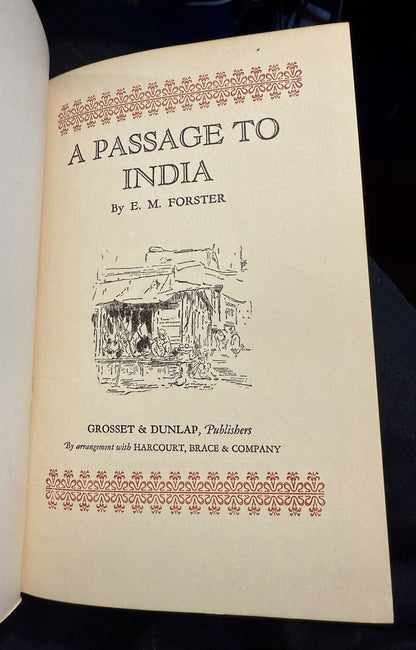 A PASSAGE TO
INDIA
By E. M. FORSTER
GROSSET & DUNLAP, Publishers
By arrangement with HARCOURT, BRACE & COMPANY